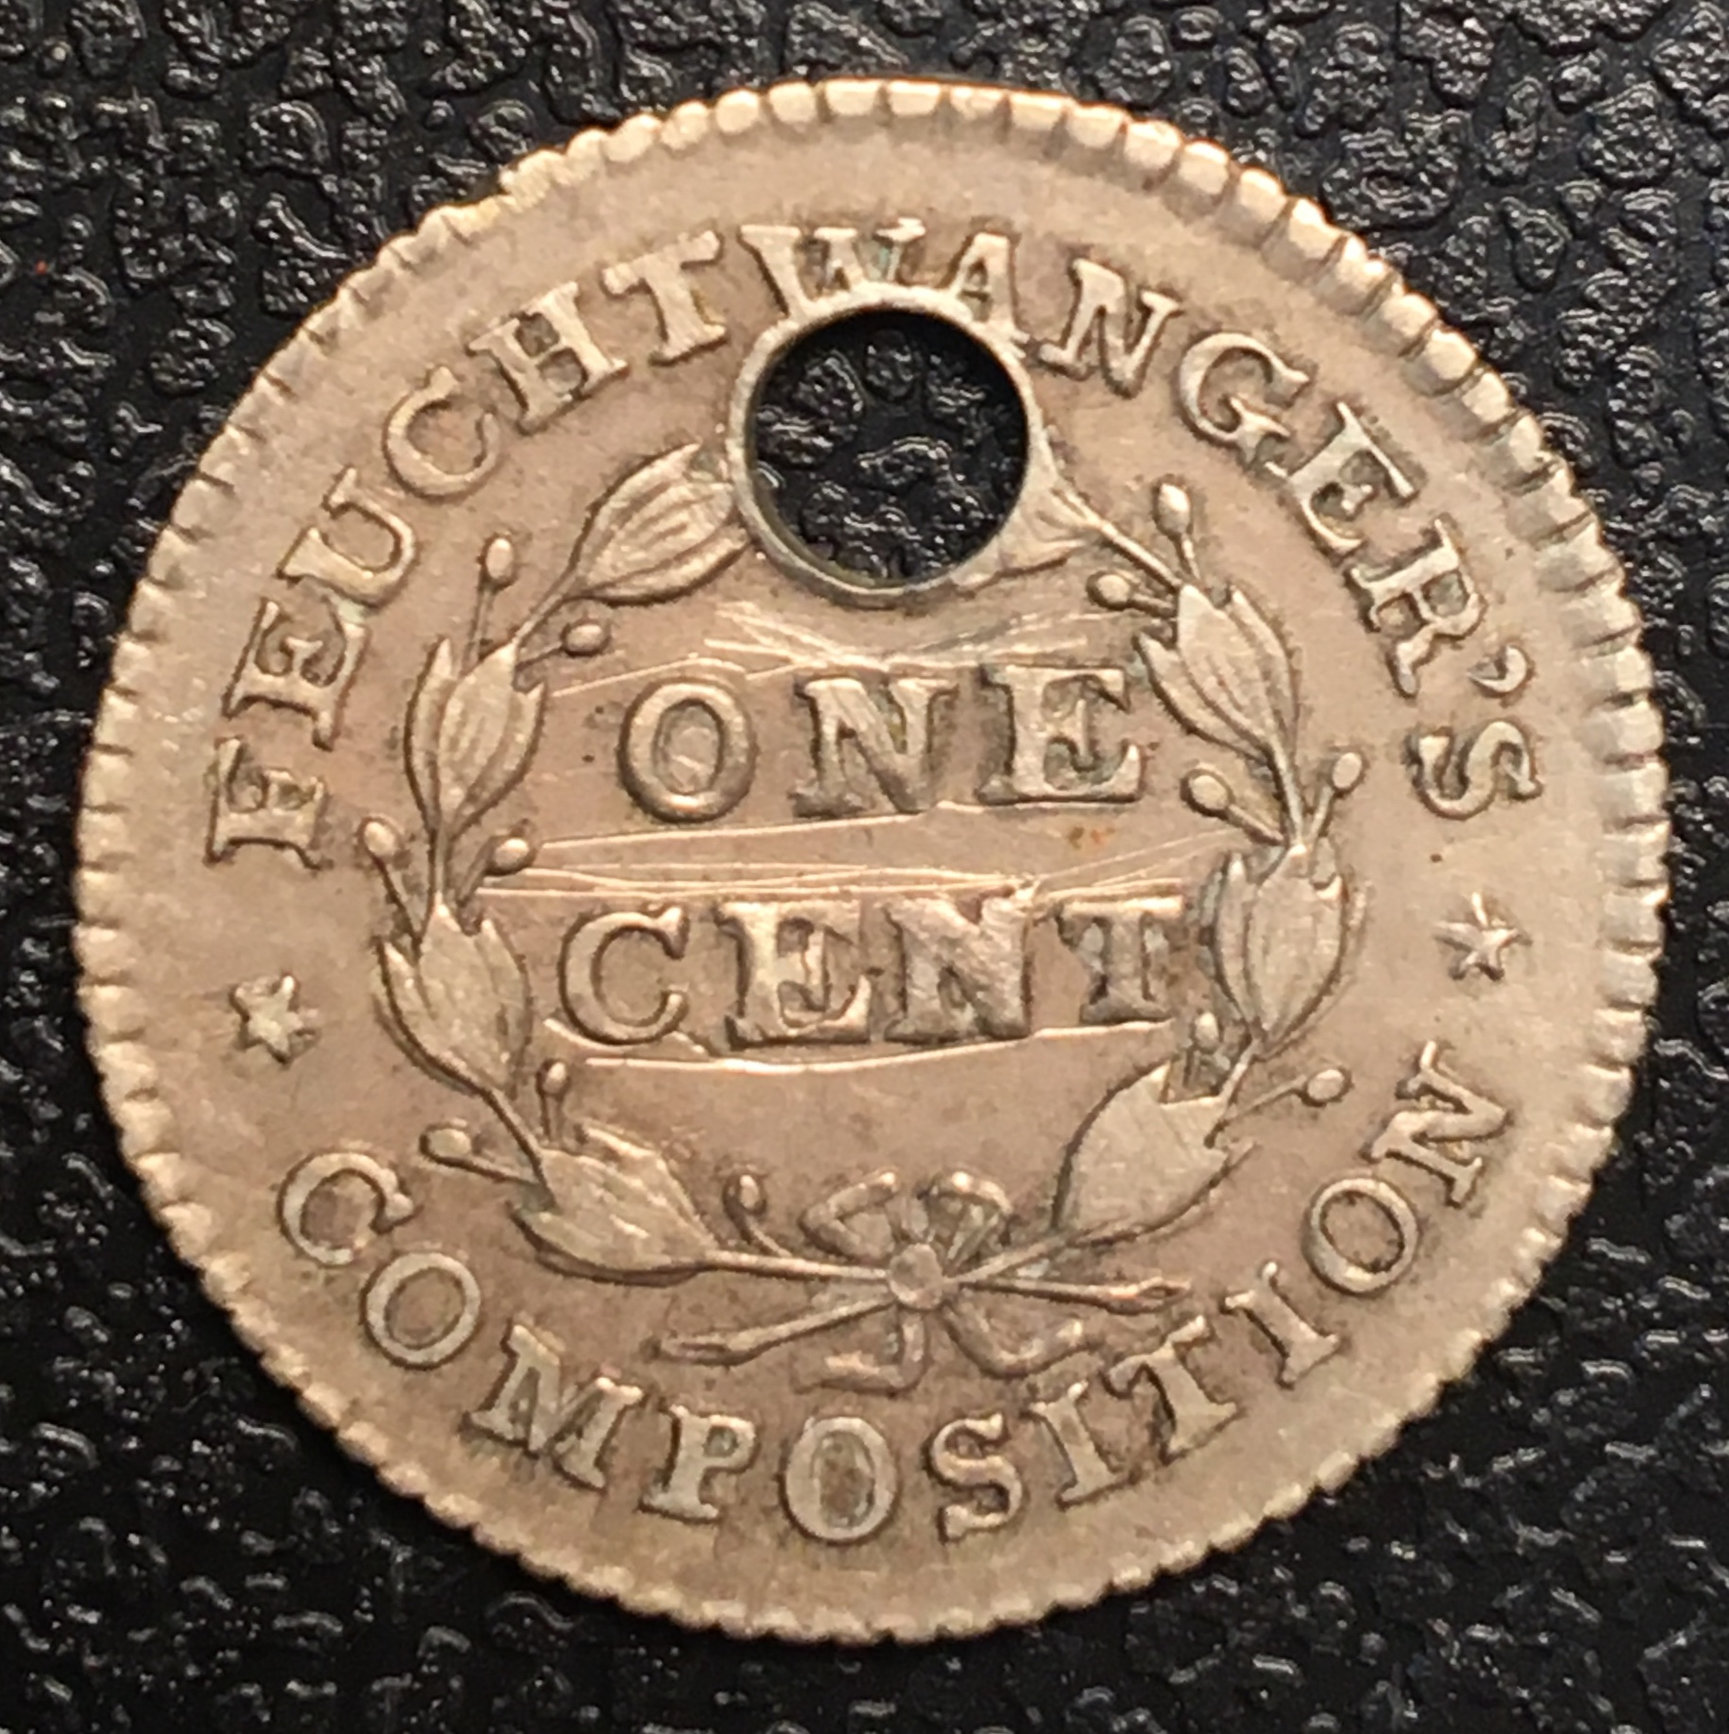 FEUCHTWANGER'S
ONE
CENT
COMPOSITION